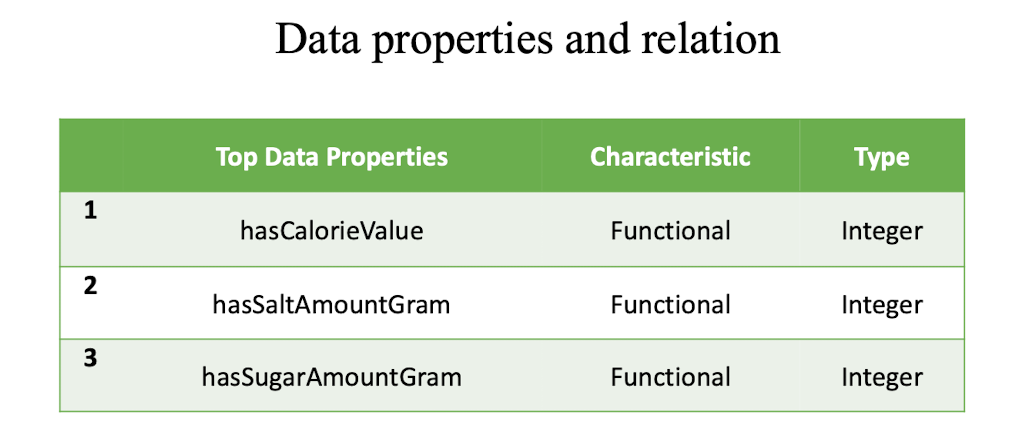 Data properties and relation
Top Data Properties Characteristic Type
1 hasCalorieValue Functional Integer
2 hasSaltAmountGram Functional Integer
3 hasSugarAmountGram Functional Integer